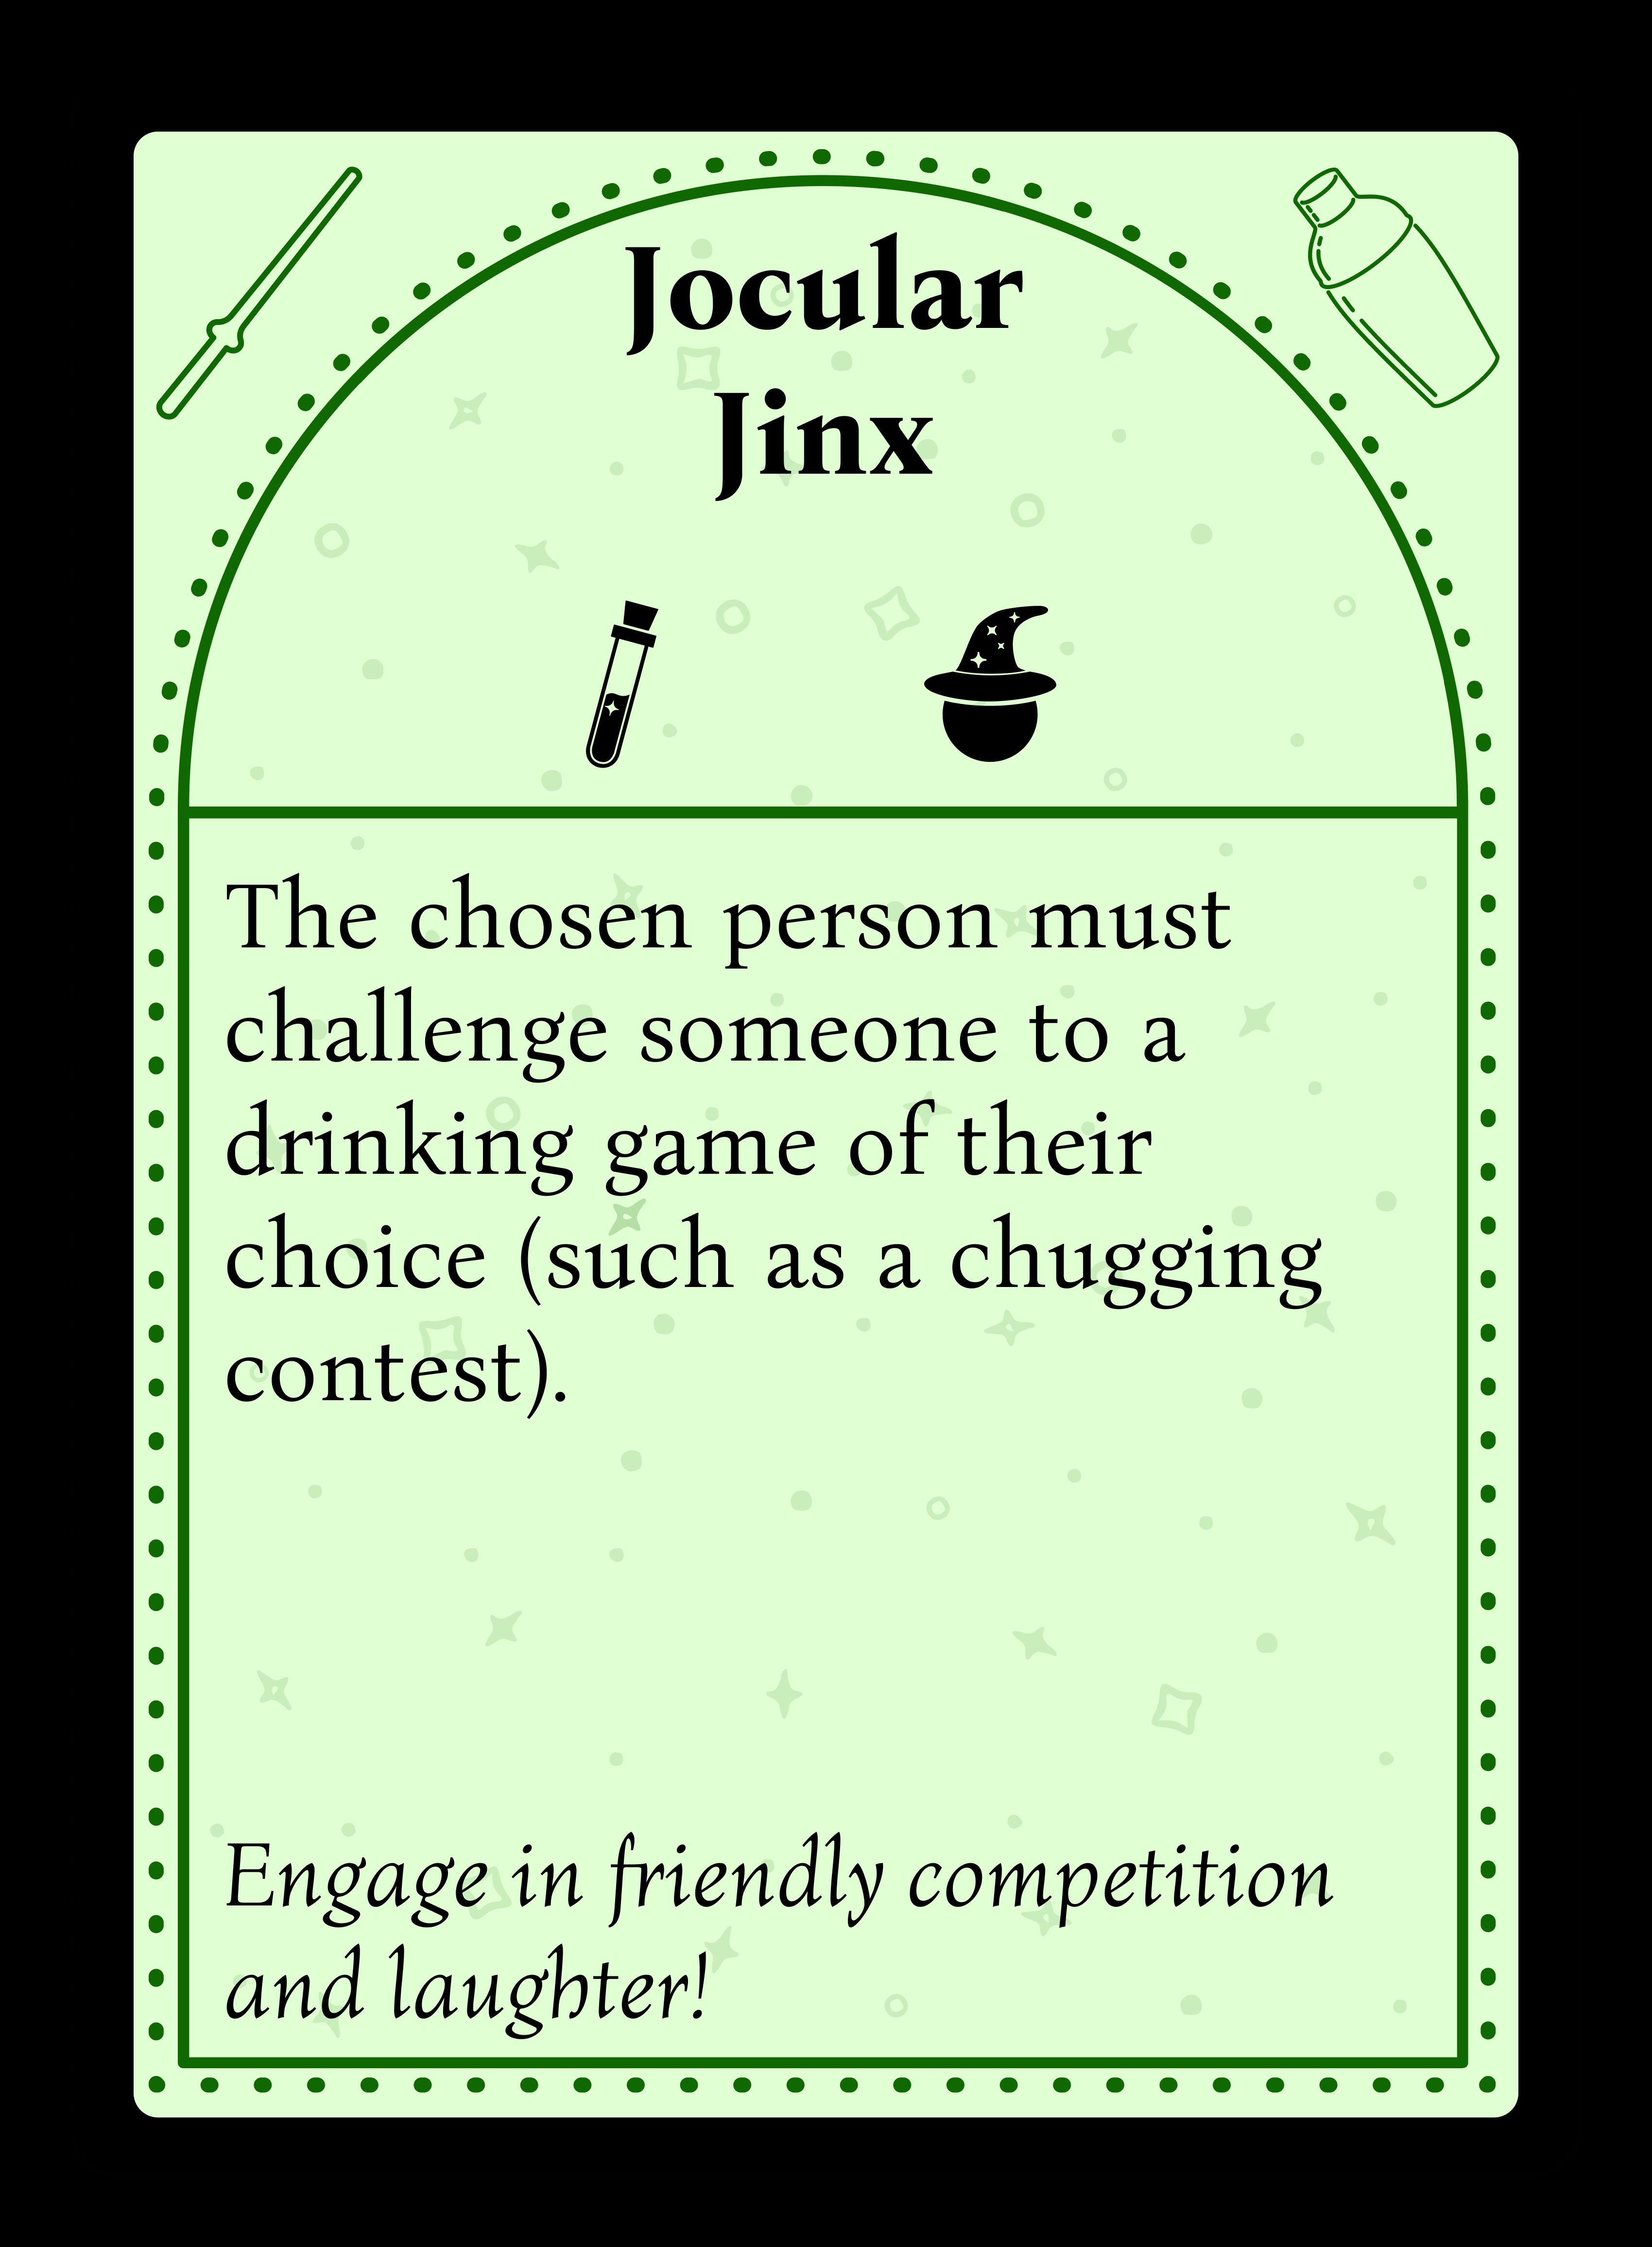 Jocular
Jinx
The chosen person must
challenge someone to a
drinking game of their
choice (such as a chugging
contest).
Engage in friendly competition
and laughter!